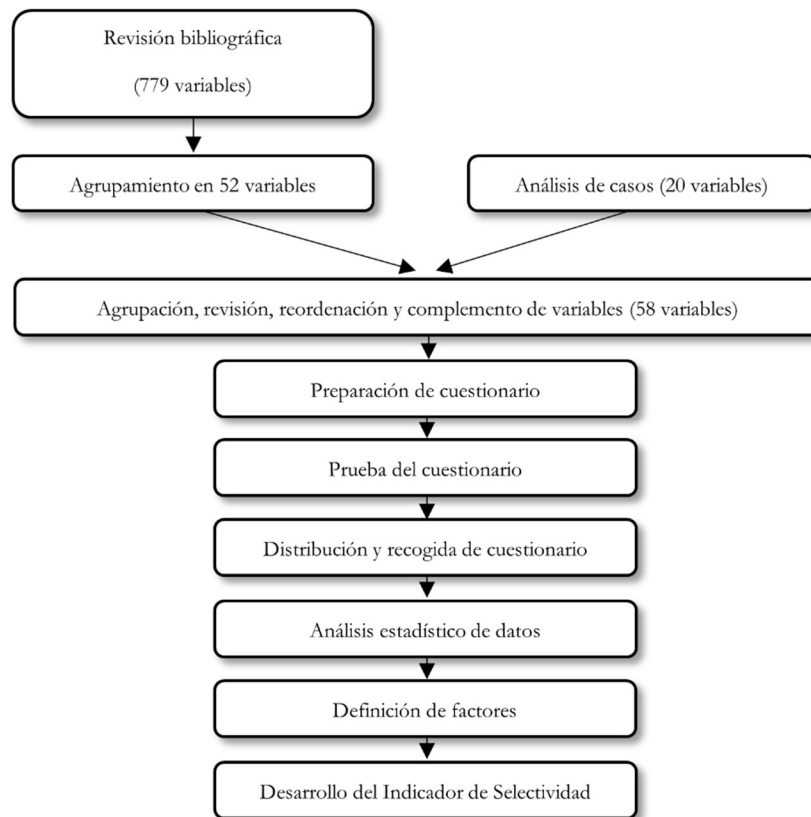 Revisión bibliográfica
(779 variables)
Agrupamiento en 52 variables
Análisis de casos (20 variables)
Agrupación, revisión, reordenación y complemento de variables (58 variables)
Preparación de cuestionario
Prueba del cuestionario
Distribución y recogida de cuestionario
Análisis estadístico de datos
Definición de factores
Desarrollo del Indicador de Selectividad